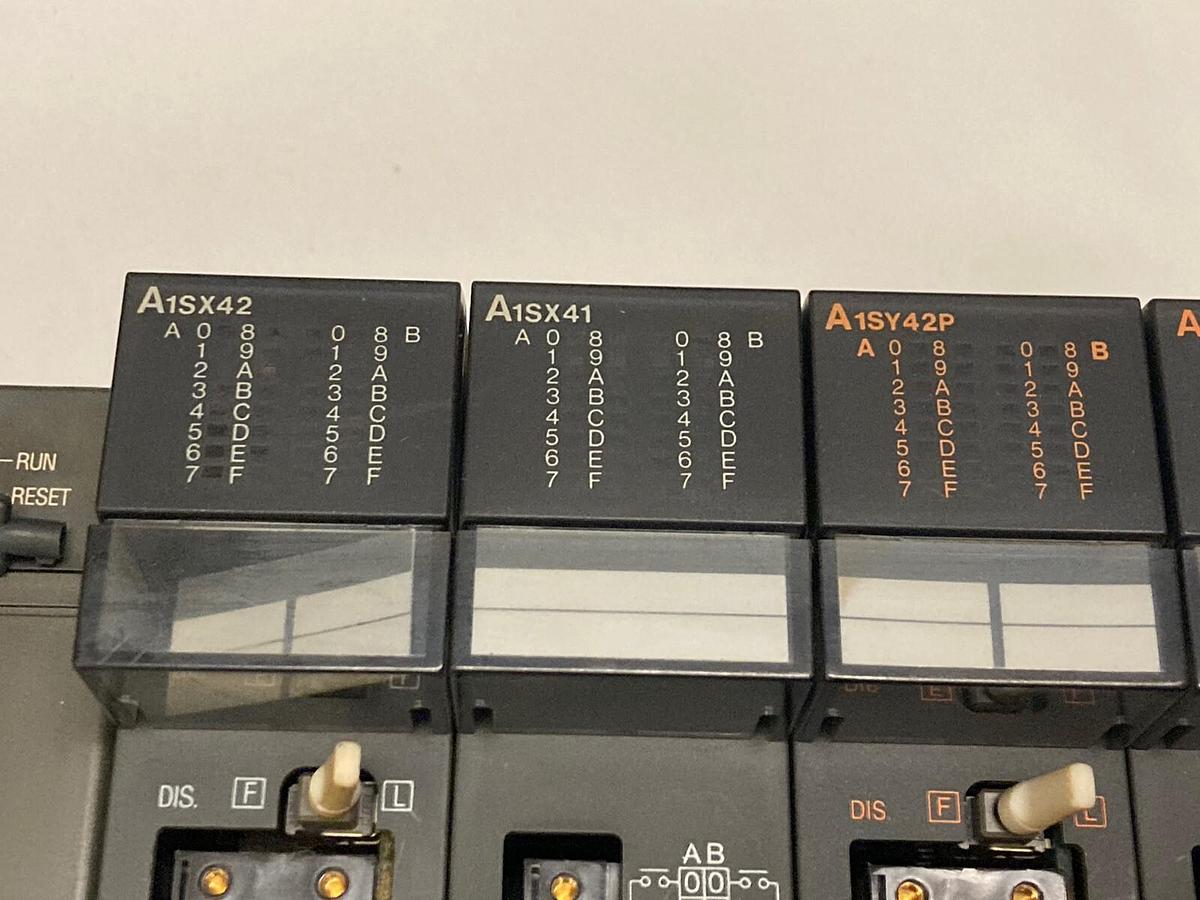 RUN
RESET
A1SX42
A 0 8 0 8 B
1 9 1 9
2 A 2 A
3 B 3 B
4 C 4 C
5 D 5 D
6 E 6 E
7 F 7 F
DIS. F L
A1SX41
A 0 8 0 8 B
1 9 1 9
2 A 2 A
3 B 3 B
4 C 4 C
5 D 5 D
6 E 6 E
7 F 7 F
A B
0 0
A1SY42P
A 0 8 0 8 B
1 9 1 9
2 A 2 A
3 B 3 B
4 C 4 C
5 D 5 D
6 E 6 E
7 F 7 F
DIS. F L
A